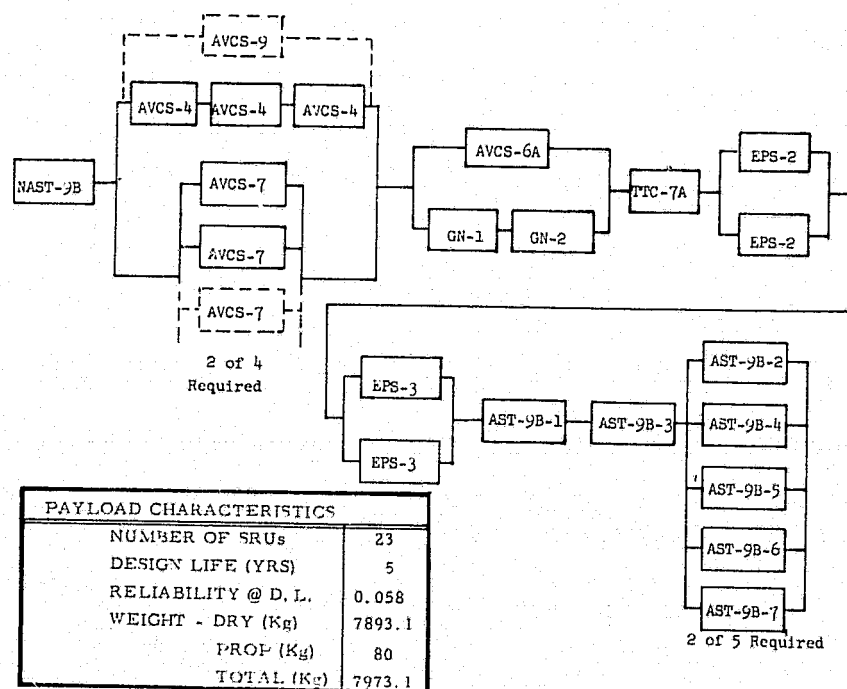 AVCS-9
AVCS-4 AVCS-4 AVCS-4
NAST-9B
AVCS-7
AVCS-7
AVCS-7
2 of 4
Required
AVCS-6A
GN-1 GN-2
TTC-7A
EPS-2
EPS-2
EPS-3
EPS-3
AST-9B-1
AST-9B-3
AST-9B-2
AST-9B-4
AST-9B-5
AST-9B-6
AST-9B-7
2 of 5 Required
PAYLOAD CHARACTERISTICS
NUMBER OF SRUs 23
DESIGN LIFE (YRS) 5
RELIABILITY @ D. L. 0.058
WEIGHT - DRY (Kg) 7893.1
PROP (Kg) 80
TOTAL (Kg) 7973.1